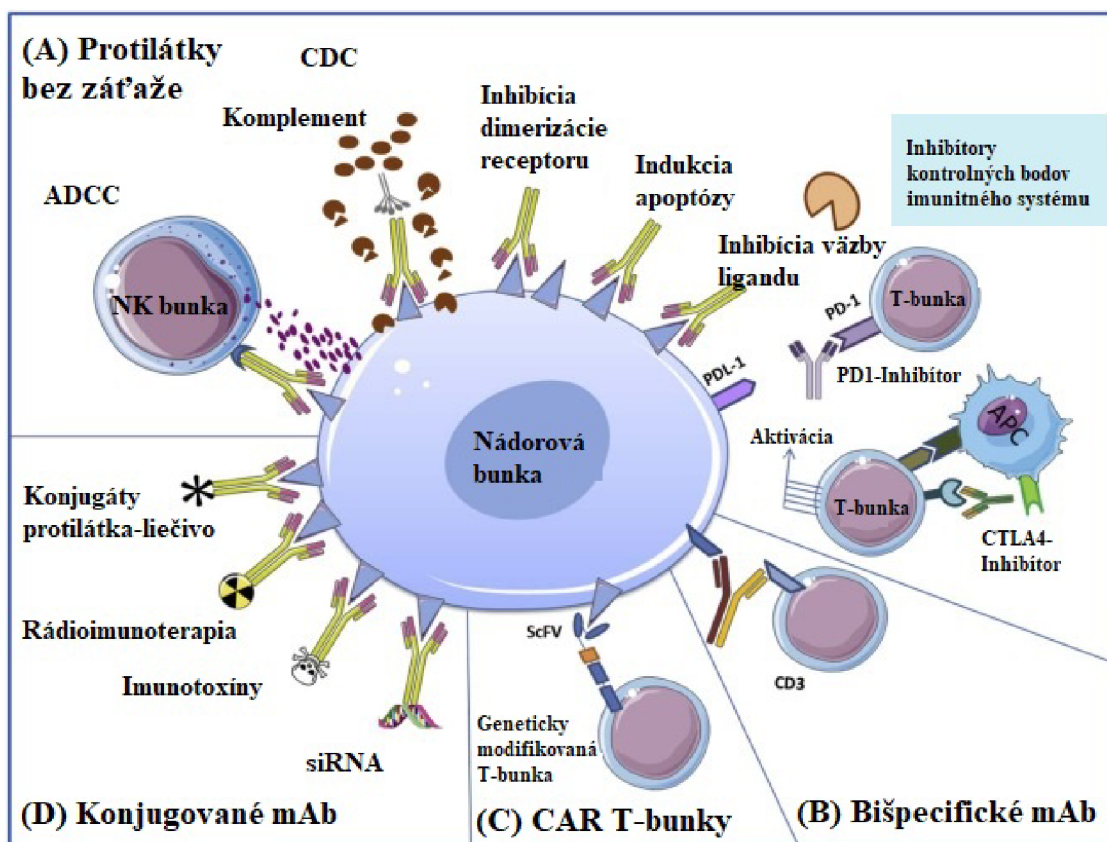 (A) Protilátky
bez záťaže
CDC
Komplement
ADCC
NK bunka
Inhibícia
dimerizácie
receptoru
Indukcia
apoptózy
Inhibícia väzby
ligandu
Inhibítory
kontrolných bodov
imunitného systému
PD-1
T-bunka
PD1-Inhibítor
PDL-1
Nádorová
bunka
Aktivácia
APC
T-bunka
CTLA4-
Inhibítor
Konjugáty
protilátka-liečivo
Rádioimunoterapia
Imunotoxíny
siRNA
(D) Konjugované mAb
ScFV
Geneticky
modifikovaná
T-bunka
(C) CAR T-bunky
CD3
(B) Bišpecifické mAb